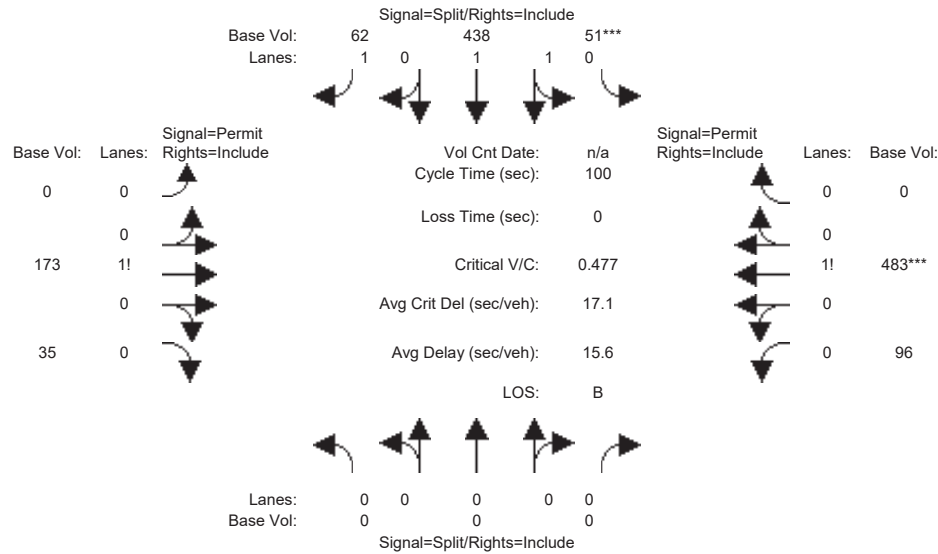 Signal=Split/Rights=Include
Base Vol: 62 438 51***
Lanes: 1 0 1 1 0
Signal=Permit Signal=Permit
Base Vol: Lanes: Rights=Include Vol Cnt Date: n/a Rights=Include Lanes: Base Vol:
Cycle Time (sec): 100
0 0 0 0
Loss Time (sec): 0
0 0
173 1! Critical V/C: 0.477 1! 483***
0 Avg Crit Del (sec/veh): 17.1 0
35 0 Avg Delay (sec/veh): 15.6 0 96
LOS: B
Lanes: 0 0 0 0 0
Base Vol: 0 0 0
Signal=Split/Rights=Include